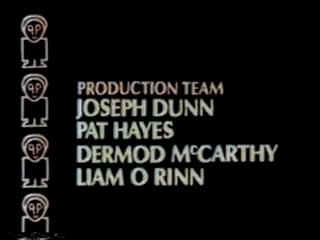 PRODUCTION TEAM
JOSEPH DUNN
PAT HAYES
DERMOD McCARTHY
LIAM O RINN